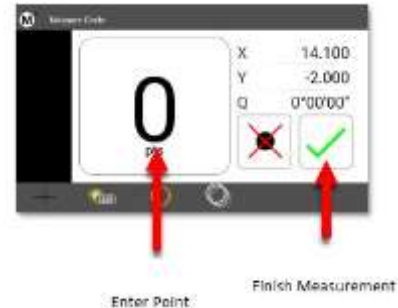 M Measure Circle
0
pts
X 14.100
Y -2.000
Q 0°00'00"
Enter Point
Finish Measurement